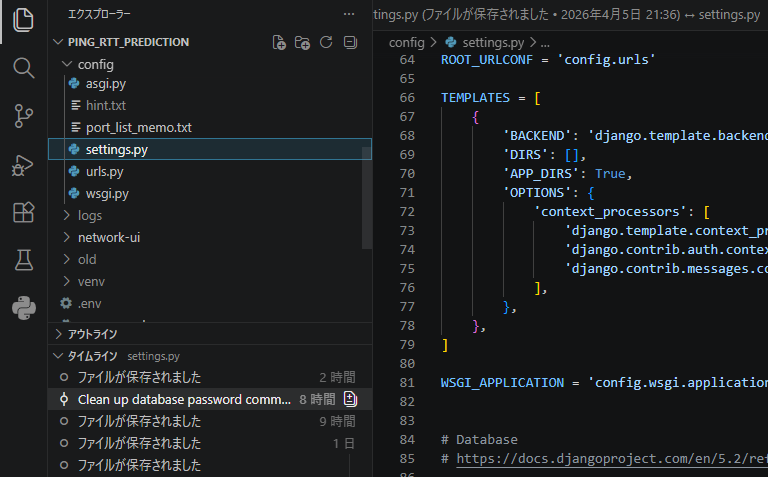 エクスプローラー
PING_RTT_PREDICTION
config
asgi.py
hint.txt
port_list_memo.txt
settings.py
urls.py
wsgi.py
logs
network-ui
old
venv
.env
アウトライン
タイムライン settings.py
ファイルが保存されました 2 時間
Clean up database password comm... 8 時間
ファイルが保存されました 9 時間
ファイルが保存されました 1 日
ファイルが保存されました
ttings.py (ファイルが保存されました • 2026年4月5日 21:36) ↔ settings.py
config > settings.py > ...
64 ROOT_URLCONF = 'config.urls'
65
66 TEMPLATES = [
67 {
68 'BACKEND': 'django.template.backend
69 'DIRS': [],
70 'APP_DIRS': True,
71 'OPTIONS': {
72 'context_processors': [
73 'django.template.context_pr
74 'django.contrib.auth.contex
75 'django.contrib.messages.co
76 ],
77 },
78 },
79 ]
80
81 WSGI_APPLICATION = 'config.wsgi.application
82
83
84 # Database
85 # https://docs.djangoproject.com/en/5.2/ref